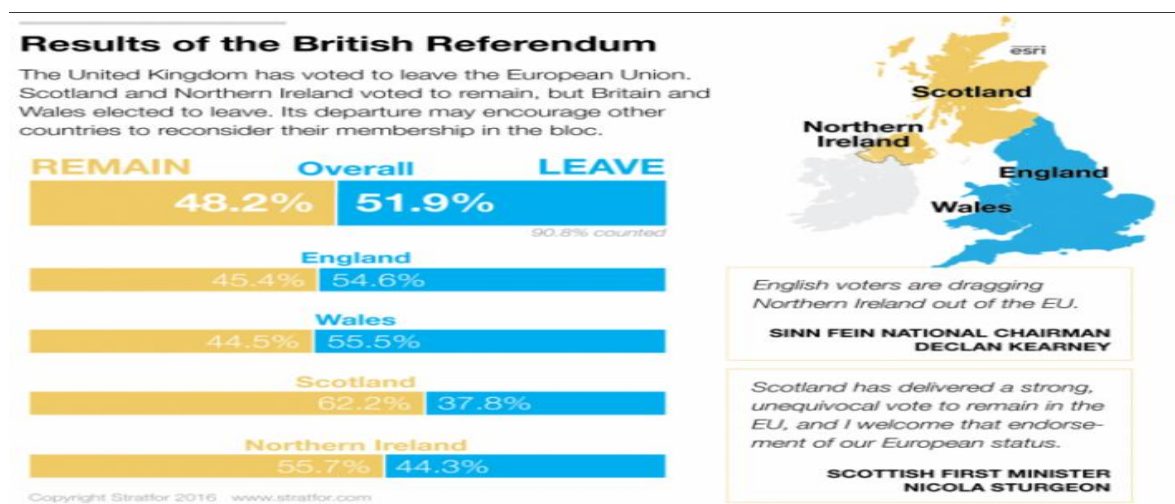 Results of the British Referendum
The United Kingdom has voted to leave the European Union.
Scotland and Northern Ireland voted to remain, but Britain and
Wales elected to leave. Its departure may encourage other
countries to reconsider their membership in the bloc.
REMAIN Overall LEAVE
48.2% 51.9%
90.8% counted
England
45.4% 54.6%
Wales
44.5% 55.5%
Scotland
62.2% 37.8%
Northern Ireland
55.7% 44.3%
Copyright Stratfor 2016 www.stratfor.com
esri
Scotland
Northern
Ireland
England
Wales
English voters are dragging
Northern Ireland out of the EU.
SINN FEIN NATIONAL CHAIRMAN
DECLAN KEARNEY
Scotland has delivered a strong,
unequivocal vote to remain in the
EU, and I welcome that endorse-
ment of our European status.
SCOTTISH FIRST MINISTER
NICOLA STURGEON